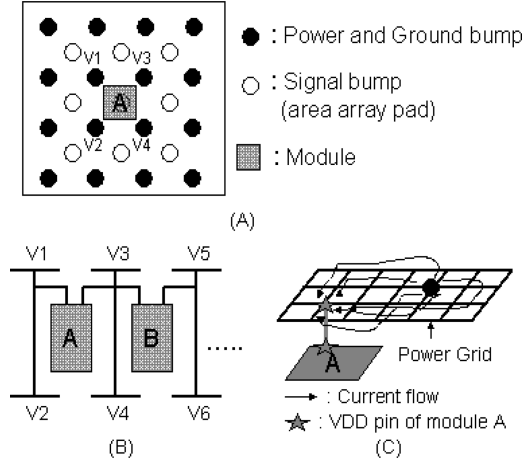 V1 V3
: Power and Ground bump
A
: Signal bump
(area array pad)
V2 V4
: Module
(A)
V1 V3 V5
A B
.....
V2 V4 V6
(B)
Power Grid
A
: Current flow
: VDD pin of module A
(C)